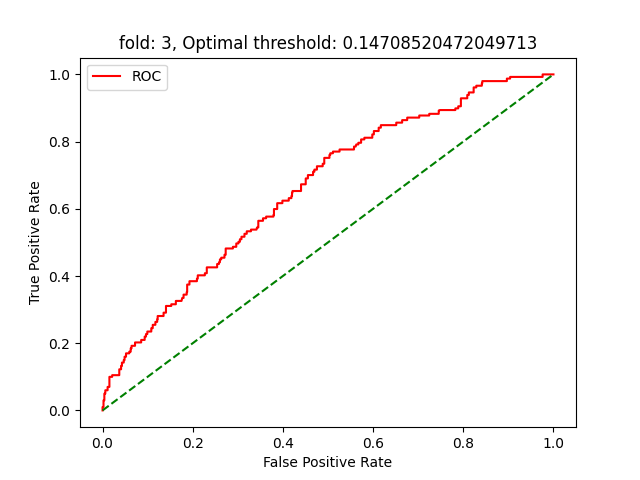 fold: 3, Optimal threshold: 0.14708520472049713
ROC
1.0
0.8
0.6
0.4
0.2
0.0
True Positive Rate
0.0 0.2 0.4 0.6 0.8 1.0
False Positive Rate